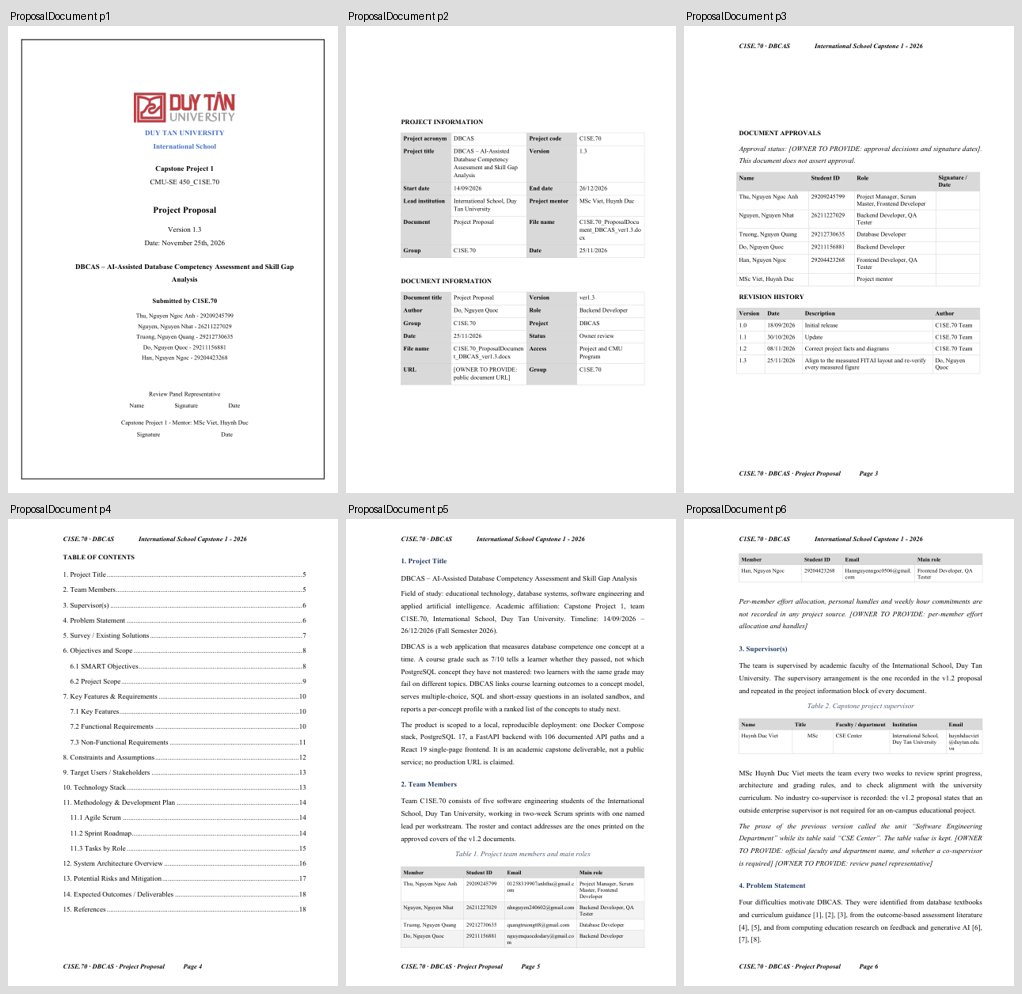 ProposalDocument p1
DUY TÂN
UNIVERSITY
DUY TAN UNIVERSITY
International School
Capstone Project 1
CMU-SE 450_C1SE.70
Project Proposal
Version 1.3
Date: November 25th, 2026
DBCAS – AI-Assisted Database Competency Assessment and Skill Gap
Analysis
Submitted by C1SE.70
Thu, Nguyen Ngoc Anh - 29209245799
Nguyen, Nguyen Nhat - 26211227029
Truong, Nguyen Quang - 29212730635
Do, Nguyen Quoc - 29211156881
Han, Nguyen Ngoc - 29204423268
Review Panel Representative
Name Signature Date
Capstone Project 1 - Mentor: MSc Viet, Huynh Duc
Signature Date
ProposalDocument p2
PROJECT INFORMATION
Project acronym DBCAS Project code C1SE.70
Project title DBCAS – AI-Assisted Database Competency Assessment and Skill Gap Analysis Version 1.3
Start date 14/09/2026 End date 26/12/2026
Lead institution International School, Duy Tan University Project mentor MSc Viet, Huynh Duc
Document Project Proposal File name C1SE.70_ProposalDocument_DBCAS_ver1.3.docx
Group C1SE.70 Date 25/11/2026
DOCUMENT INFORMATION
Document title Project Proposal Version ver1.3
Author Do, Nguyen Quoc Role Backend Developer
Group C1SE.70 Project DBCAS
Date 25/11/2026 Status Owner review
File name C1SE.70_ProposalDocument_DBCAS_ver1.3.docx Access Project and CMU Program
URL [OWNER TO PROVIDE: public document URL] Group C1SE.70
ProposalDocument p3
C1SE.70 · DBCAS International School Capstone 1 - 2026
DOCUMENT APPROVALS
Approval status: [OWNER TO PROVIDE: approval decisions and signature dates].
This document does not assert approval.
Name Student ID Role Signature / Date
Thu, Nguyen Ngoc Anh 29209245799 Project Manager, Scrum Master, Frontend Developer
Nguyen, Nguyen Nhat 26211227029 Backend Developer, QA Tester
Truong, Nguyen Quang 29212730635 Database Developer
Do, Nguyen Quoc 29211156881 Backend Developer
Han, Nguyen Ngoc 29204423268 Frontend Developer, QA Tester
MSc Viet, Huynh Duc Project mentor
REVISION HISTORY
Version Date Description Author
1.0 18/09/2026 Initial release C1SE.70 Team
1.1 30/10/2026 Update C1SE.70 Team
1.2 08/11/2026 Correct project facts and diagrams C1SE.70 Team
1.3 25/11/2026 Align to the measured FITAI layout and re-verify every measured figure Do, Nguyen Quoc
C1SE.70 · DBCAS · Project Proposal Page 3
ProposalDocument p4
C1SE.70 · DBCAS International School Capstone 1 - 2026
TABLE OF CONTENTS
1. Project Title 5
2. Team Members 5
3. Supervisor(s) 6
4. Problem Statement 6
5. Survey / Existing Solutions 7
6. Objectives and Scope 8
6.1 SMART Objectives 8
6.2 Project Scope 9
7. Key Features & Requirements 10
7.1 Key Features 10
7.2 Functional Requirements 10
7.3 Non-Functional Requirements 11
8. Constraints and Assumptions 12
9. Target Users / Stakeholders 13
10. Technology Stack 13
11. Methodology & Development Plan 14
11.1 Agile Scrum 14
11.2 Sprint Roadmap 14
11.3 Tasks by Role 15
12. System Architecture Overview 16
13. Potential Risks and Mitigation 17
14. Expected Outcomes / Deliverables 18
15. References 18
C1SE.70 · DBCAS · Project Proposal Page 4
ProposalDocument p5
C1SE.70 · DBCAS International School Capstone 1 - 2026
1. Project Title
DBCAS – AI-Assisted Database Competency Assessment and Skill Gap Analysis
Field of study: educational technology, database systems, software engineering and
applied artificial intelligence. Academic affiliation: Capstone Project 1, team
C1SE.70, International School, Duy Tan University. Timeline: 14/09/2026 –
26/12/2026 (Fall Semester 2026).
DBCAS is a web application that measures database competence one concept at a
time. A course grade such as 7/10 tells a learner whether they passed, not which
PostgreSQL concept they have not mastered: two learners with the same grade may
fail on different topics. DBCAS links course learning outcomes to a concept model,
serves multiple-choice, SQL and short-essay questions in an isolated sandbox, and
reports a per-concept profile with a ranked list of the concepts to study next.
The product is scoped to a local, reproducible deployment: one Docker Compose
stack, PostgreSQL 17, a FastAPI backend with 106 documented API paths and a
React 19 single-page frontend. It is an academic capstone deliverable, not a public
service; no production URL is claimed.
2. Team Members
Team C1SE.70 consists of five software engineering students of the International
School, Duy Tan University, working in two-week Scrum sprints with one named
lead per workstream. The roster and contact addresses are the ones printed on the
approved covers of the v1.2 documents.
Table 1. Project team members and main roles
Member Student ID Email Main role
Thu, Nguyen Ngoc Anh 29209245799 Project Manager, Scrum Master, Frontend Developer
Nguyen, Nguyen Nhat 26211227029 Backend Developer, QA Tester
Truong, Nguyen Quang 29212730635 Database Developer
Do, Nguyen Quoc 29211156881 Backend Developer
C1SE.70 · DBCAS · Project Proposal Page 5
ProposalDocument p6
C1SE.70 · DBCAS International School Capstone 1 - 2026
Member Student ID Email Main role
Han, Nguyen Ngoc 29204423268 Frontend Developer, QA Tester
Per-member effort allocation, personal handles and weekly hour commitments are
not recorded in any project source. [OWNER TO PROVIDE: per-member effort
allocation and handles]
3. Supervisor(s)
The team is supervised by academic faculty of the International School, Duy Tan
University. The supervisory arrangement is the one recorded in the v1.2 proposal
and repeated in the project information block of every document.
Table 2. Capstone project supervisor
Name Title Faculty / department Institution Email
Huynh Duc Viet MSc CSE Center International School, Duy Tan University huynhducviet@duytan.edu.vn
MSc Huynh Duc Viet meets the team every two weeks to review sprint progress,
architecture and grading rules, and to check alignment with the university
curriculum. No industry co-supervisor is recorded: the v1.2 proposal states that an
outside enterprise supervisor is not required for an on-campus educational project.
The prose of the previous version called the unit "Software Engineering
Department" while its table said "CSE Center". The table value is kept. [OWNER
TO PROVIDE: official faculty and department name, and whether a co-supervisor
is required] [OWNER TO PROVIDE: review panel representative]
4. Problem Statement
Four difficulties motivate DBCAS. They were identified from database textbooks
and curriculum guidance [1], [2], [3], from the outcome-based assessment literature
[4], [5], and from computing education research on feedback and generative AI [6],
[7], [8].
C1SE.70 · DBCAS · Project Proposal Page 6